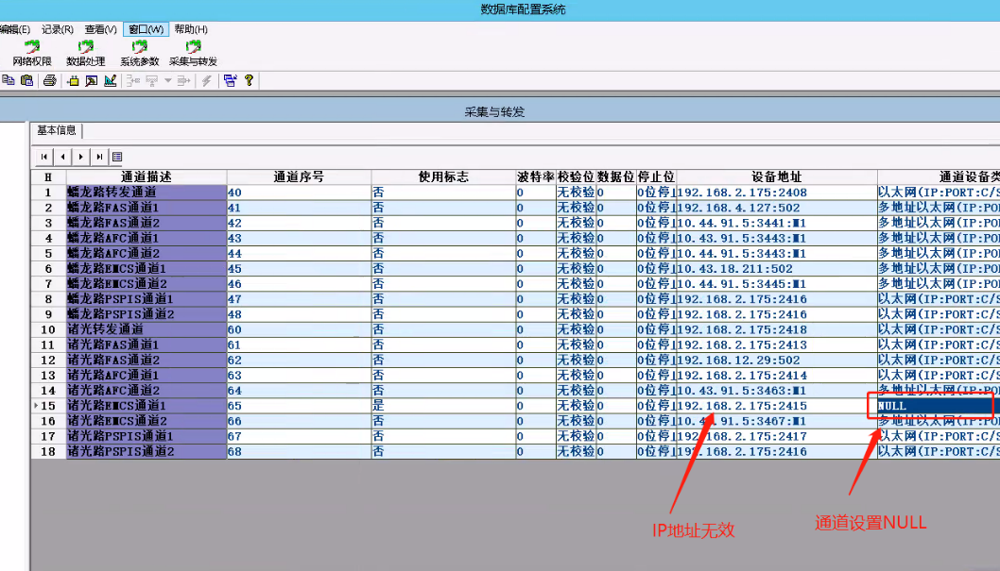 数据库配置系统
编辑(E) 记录(R) 查看(V) 窗口(W) 帮助(H)
网络权限 数据处理 系统参数 采集与转发
采集与转发
基本信息
H 通道描述 通道序号 使用标志 波特率 校验位 数据位 停止位 设备地址 通道设备类
1 蟠龙路转发通道 40 否 0 无校验 0 0位停 192.168.2.175:2408 以太网(IP:PORT:C/S
2 蟠龙路FAS通道1 41 否 0 无校验 0 0位停 192.168.4.127:502 多地址以太网(IP:PO
3 蟠龙路FAS通道2 42 否 0 无校验 0 0位停 10.44.91.5:3441:M1 多地址以太网(IP:PO
4 蟠龙路AFC通道1 43 否 0 无校验 0 0位停 10.43.91.5:3443:M1 多地址以太网(IP:PO
5 蟠龙路AFC通道2 44 否 0 无校验 0 0位停 10.44.91.5:3443:M1 多地址以太网(IP:PO
6 蟠龙路EMCS通道1 45 否 0 无校验 0 0位停 10.43.18.211:502 多地址以太网(IP:PO
7 蟠龙路EMCS通道2 46 否 0 无校验 0 0位停 10.44.91.5:3445:M1 多地址以太网(IP:PO
8 蟠龙路PSPIS通道1 47 否 0 无校验 0 0位停 192.168.2.175:2416 以太网(IP:PORT:C/S
9 蟠龙路PSPIS通道2 48 否 0 无校验 0 0位停 192.168.2.175:2416 以太网(IP:PORT:C/S
10 诸光转发通道 60 否 0 无校验 0 0位停 192.168.2.175:2418 以太网(IP:PORT:C/S
11 诸光路FAS通道1 61 否 0 无校验 0 0位停 192.168.2.175:2413 以太网(IP:PORT:C/S
12 诸光路FAS通道2 62 否 0 无校验 0 0位停 192.168.12.29:502 以太网(IP:PORT:C/S
13 诸光路AFC通道1 63 否 0 无校验 0 0位停 192.168.2.175:2414 以太网(IP:PORT:C/S
14 诸光路AFC通道2 64 否 0 无校验 0 0位停 10.43.91.5:3463:M1 多地址以太网(IP:PO
15 诸光路EMCS通道1 65 是 0 无校验 0 0位停 192.168.2.175:2415 NULL
16 诸光路EMCS通道2 66 否 0 无校验 0 0位停 10.4 .91.5:3467:M1 多地址以太网(IP:PO
17 诸光路PSPIS通道1 67 否 0 无校验 0 0位停 192.168.2.175:2417 以太网(IP:PORT:C/S
18 诸光路PSPIS通道2 68 否 0 无校验 0 0位停 192.168.2.175:2416 以太网(IP:PORT:C/S
IP地址无效
通道设置NULL